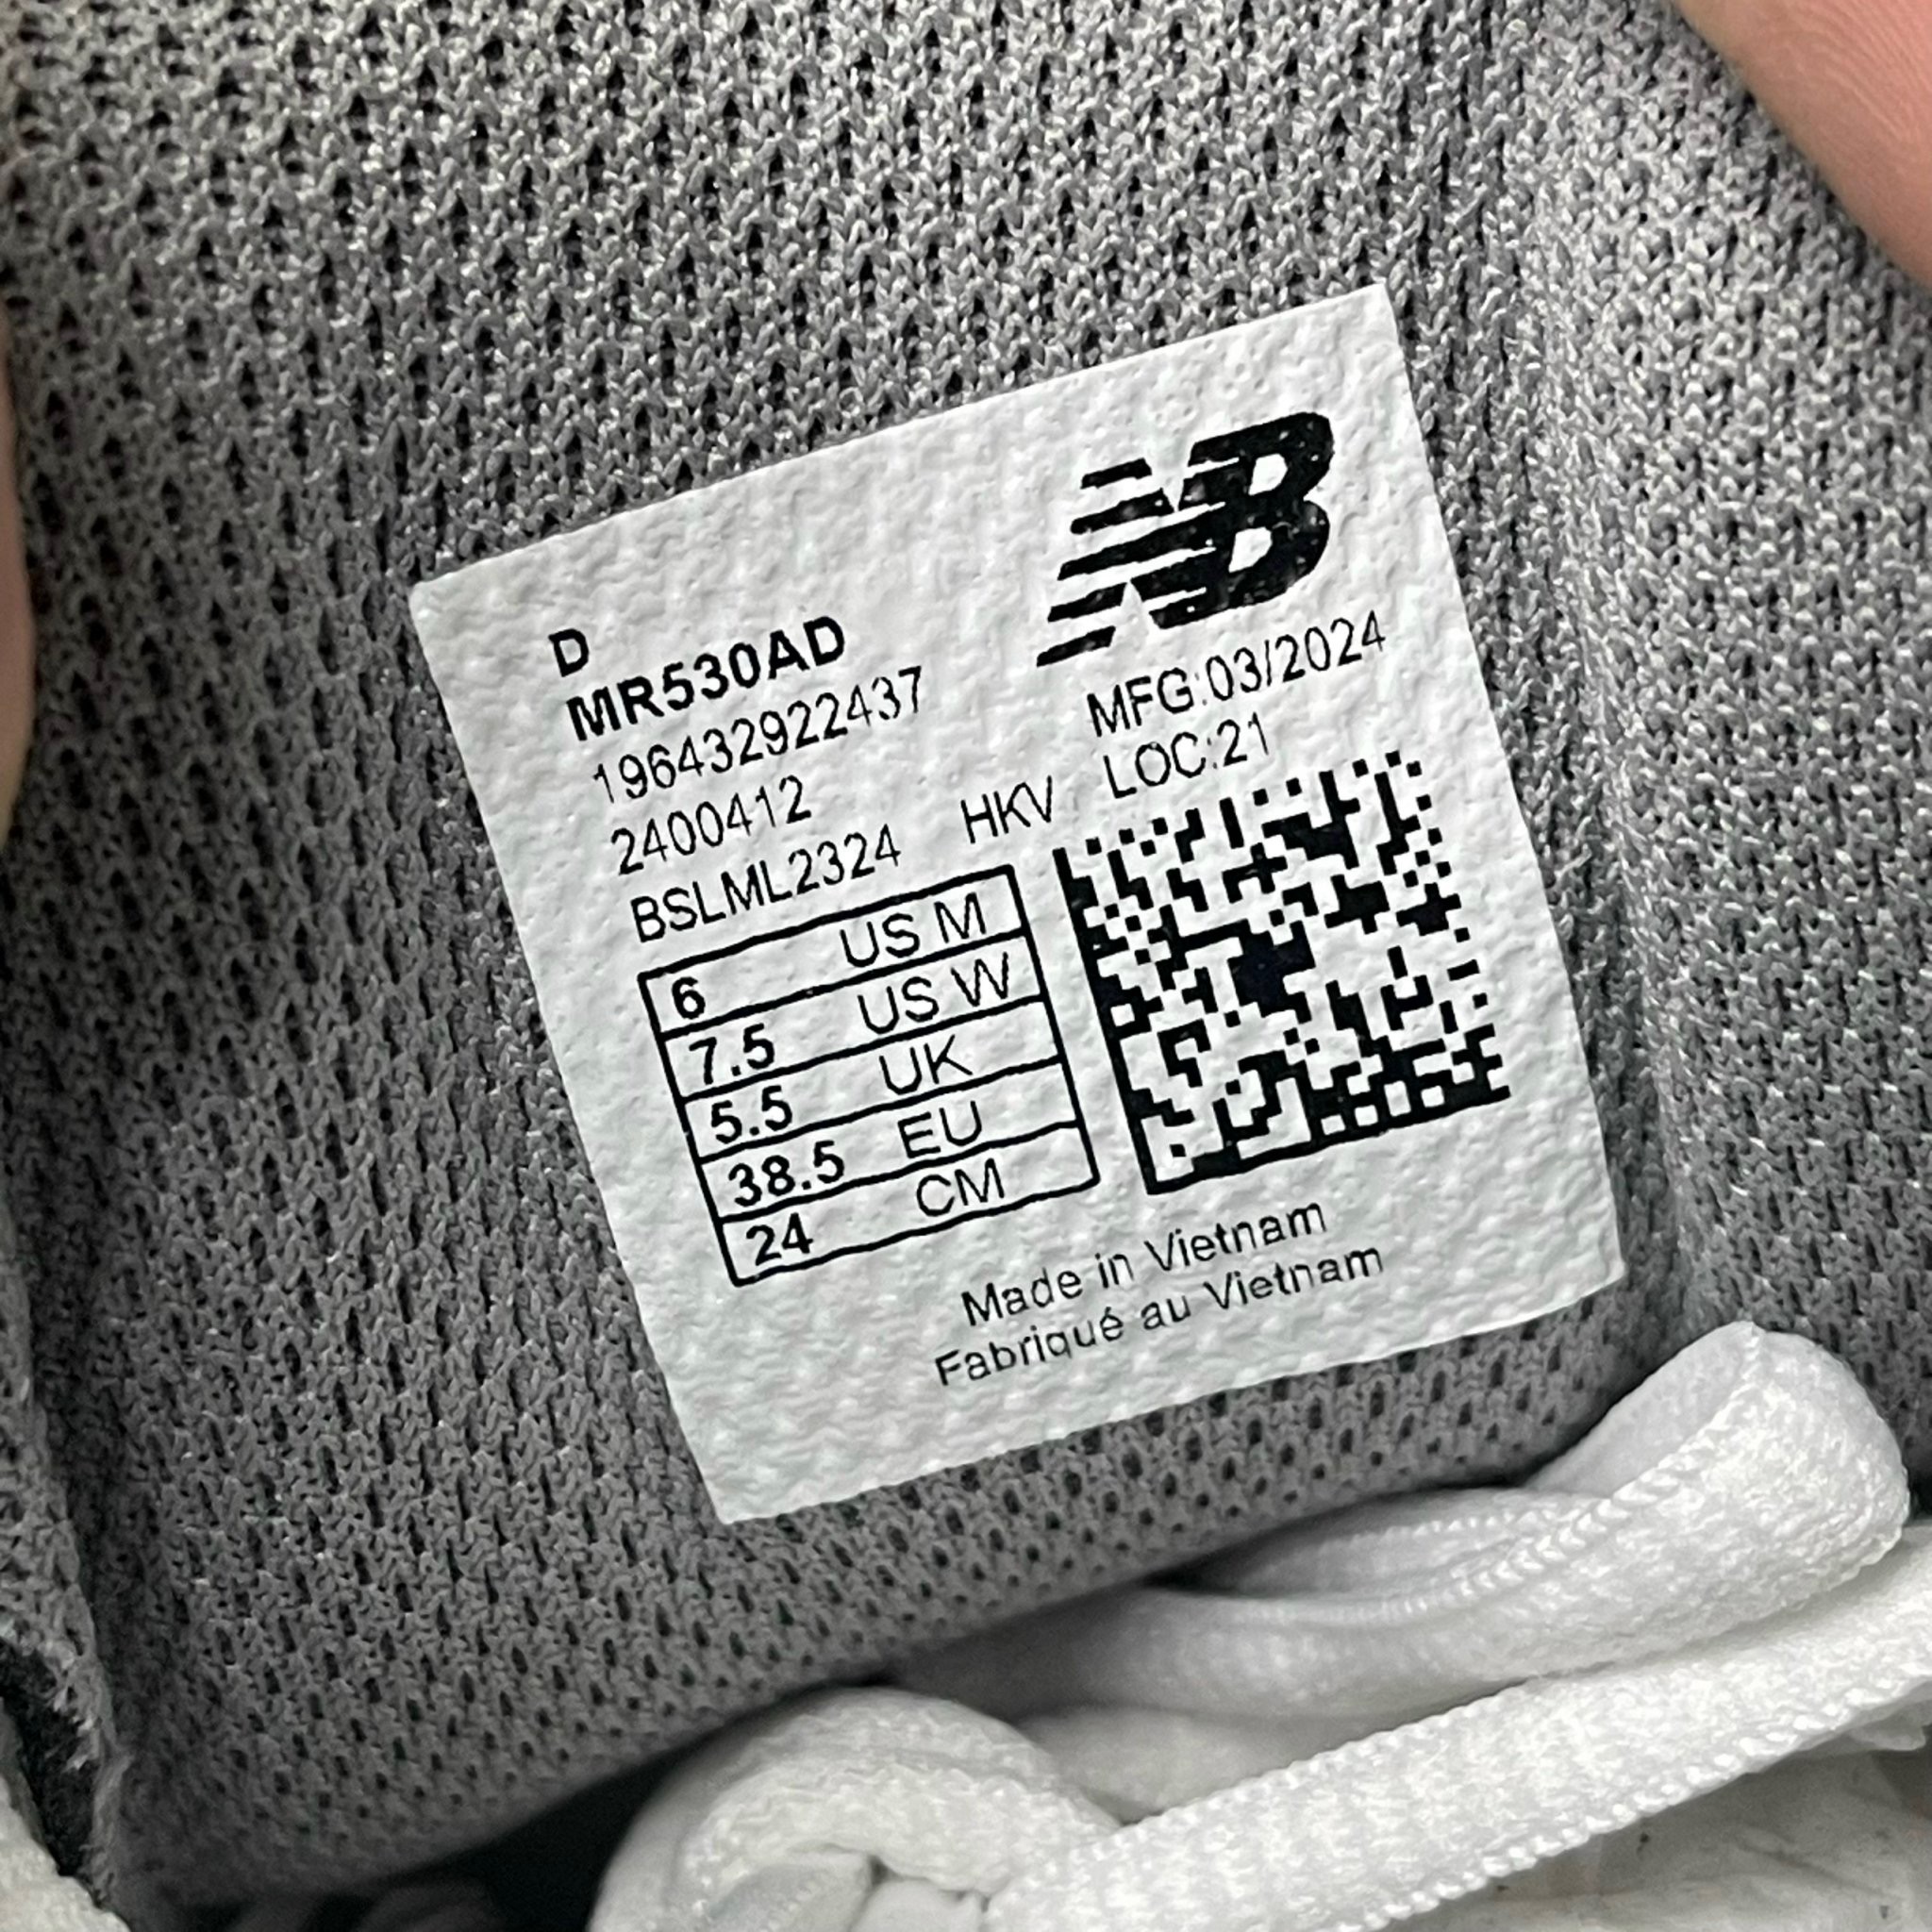 NB
D
MR530AD
196432922437
MFG:03/2024
2400412
LOC:21
BSLML2324 HKV
6 US M
7.5 US W
5.5 UK
38.5 EU
24 CM
Made in Vietnam
Fabriqué au Vietnam